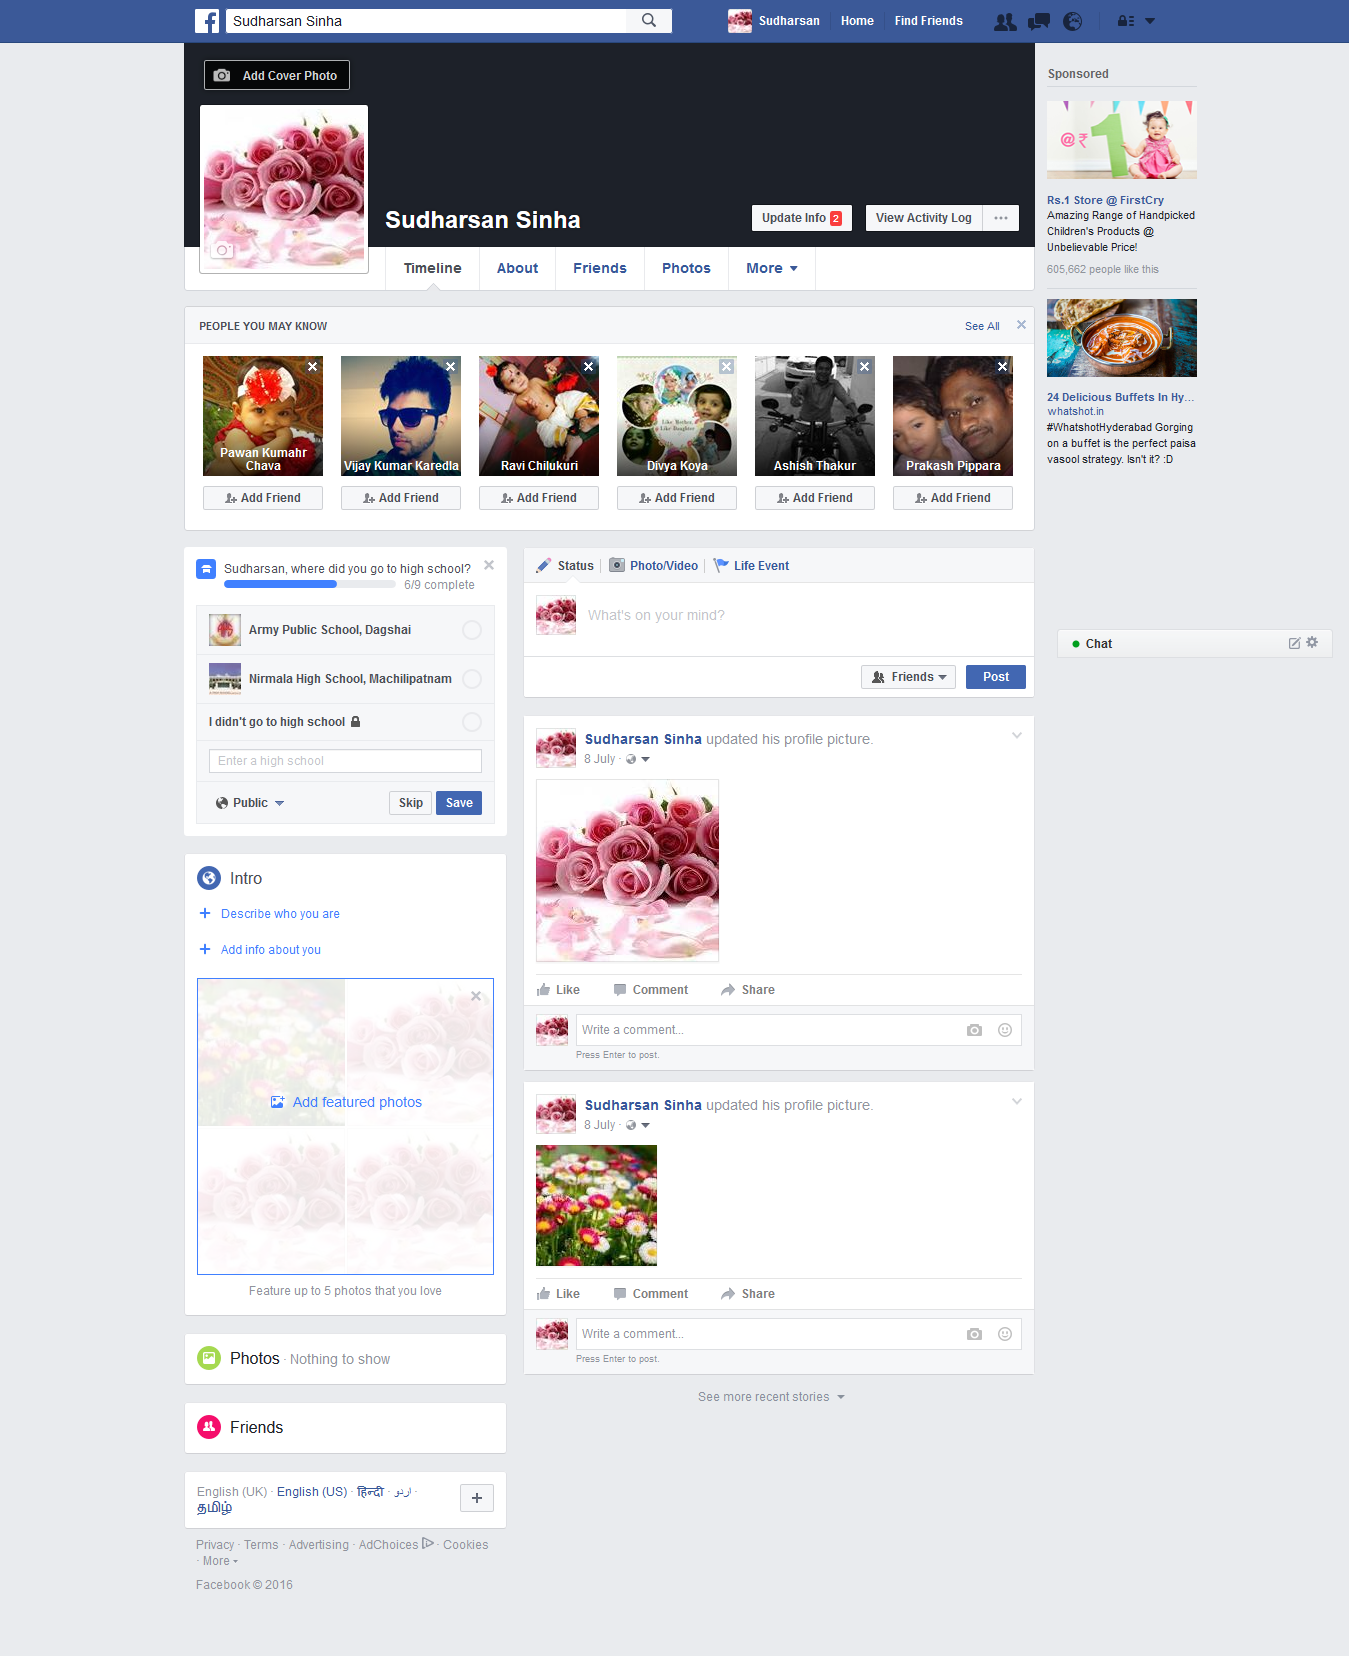 Sudharsan Sinha
Sudharsan
Home
Find Friends
Add Cover Photo
Sudharsan Sinha
Update Info 2
View Activity Log
Timeline
About
Friends
Photos
More
Sponsored
@ ₹ 1
Rs.1 Store @ FirstCry
Amazing Range of Handpicked
Children's Products @
Unbelievable Price!
605,662 people like this
24 Delicious Buffets In Hy...
whatshot.in
#WhatshotHyderabad Gorging
on a buffet is the perfect paisa
vasool strategy. Isn't it? :D
PEOPLE YOU MAY KNOW
See All
Pawan Kumahr
Chava
Vijay Kumar Karedla
Ravi Chilukuri
Like Mother,
Like Daughter
Divya Koya
Ashish Thakur
Prakash Pippara
Add Friend
Add Friend
Add Friend
Add Friend
Add Friend
Add Friend
Sudharsan, where did you go to high school?
6/9 complete
Army Public School, Dagshai
Nirmala High School, Machilipatnam
I didn't go to high school
Enter a high school
Public
Skip
Save
Intro
Describe who you are
Add info about you
Add featured photos
Feature up to 5 photos that you love
Photos · Nothing to show
Friends
English (UK) · English (US) · हिन्दी · اردو ·
தமிழ்
Privacy · Terms · Advertising · AdChoices · Cookies
· More
Facebook © 2016
Status
Photo/Video
Life Event
What's on your mind?
Friends
Post
Sudharsan Sinha updated his profile picture.
8 July ·
Like
Comment
Share
Write a comment...
Press Enter to post.
Sudharsan Sinha updated his profile picture.
8 July ·
Like
Comment
Share
Write a comment...
Press Enter to post.
See more recent stories
Chat